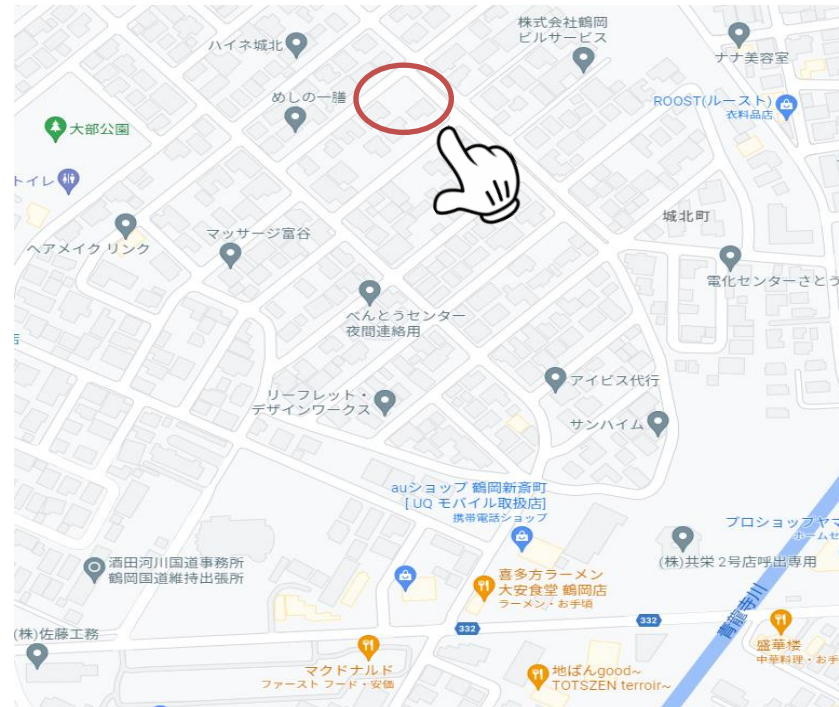 株式会社鶴岡
ビルサービス
ハイネ城北
ナナ美容室
めしの一膳
ROOST(ルースト)
衣料品店
大部公園
トイレ
城北町
ヘアメイク リンク
マッサージ富谷
電化センターさとう
べんとうセンター
夜間連絡用
アイビス代行
リーフレット・
デザインワークス
サンハイム
auショップ 鶴岡新斎町
[UQ モバイル取扱店]
携帯電話ショップ
プロショップヤマ
ホームセ
(株)共栄 2号店呼出専用
酒田河川国道事務所
鶴岡国道維持出張所
喜多方ラーメン
大安食堂 鶴岡店
ラーメン・お手頃
青龍寺川
332
332
(株)佐藤工務
盛華楼
中華料理・お手
マクドナルド
ファースト フード・安価
地ぱんgood~
TOTSZEN terroir~